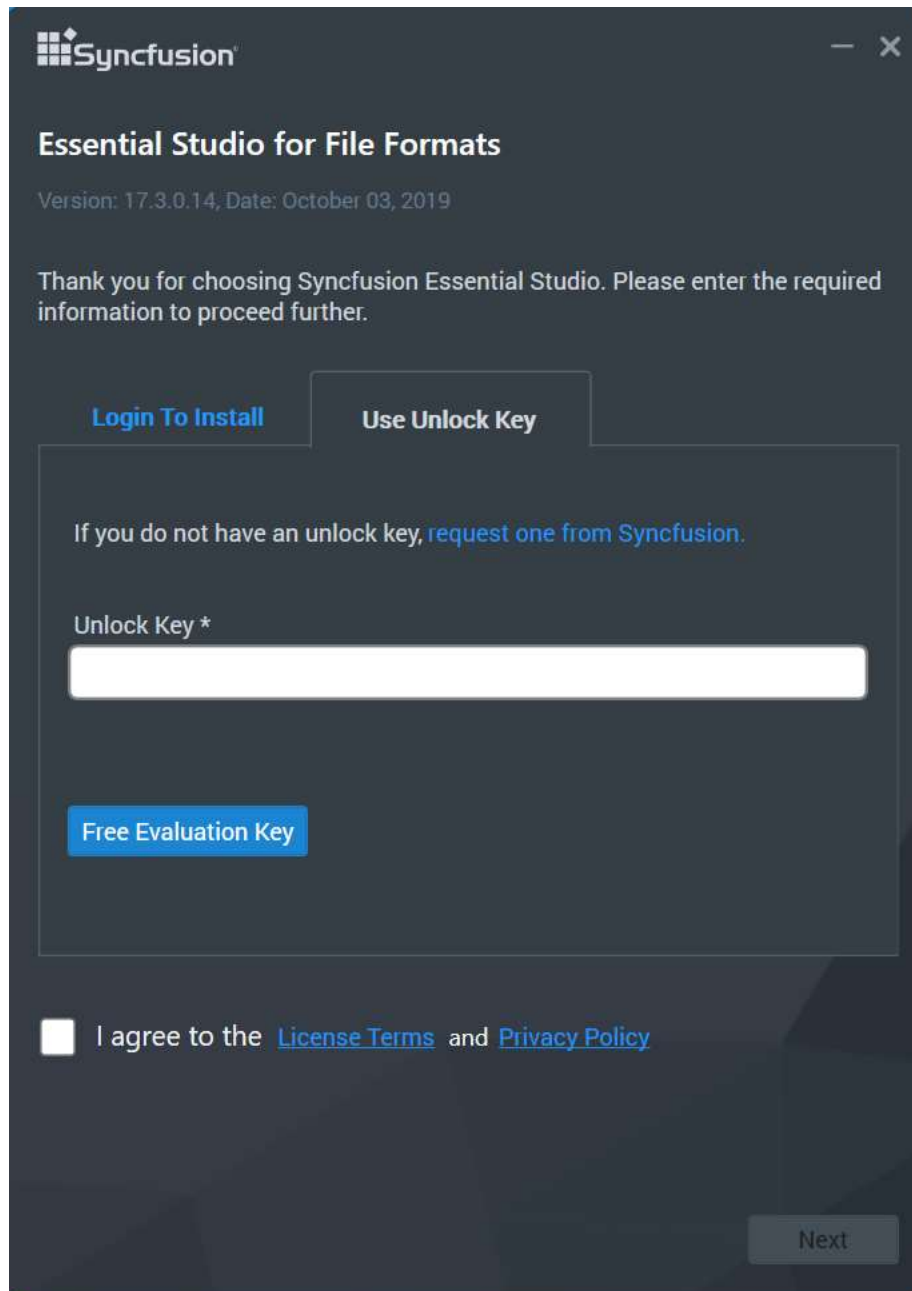 Syncfusion
Essential Studio for File Formats
Version: 17.3.0.14, Date: October 03, 2019
Thank you for choosing Syncfusion Essential Studio. Please enter the required
information to proceed further.
Login To Install
Use Unlock Key
If you do not have an unlock key, request one from Syncfusion.
Unlock Key *
Free Evaluation Key
I agree to the License Terms and Privacy Policy
Next